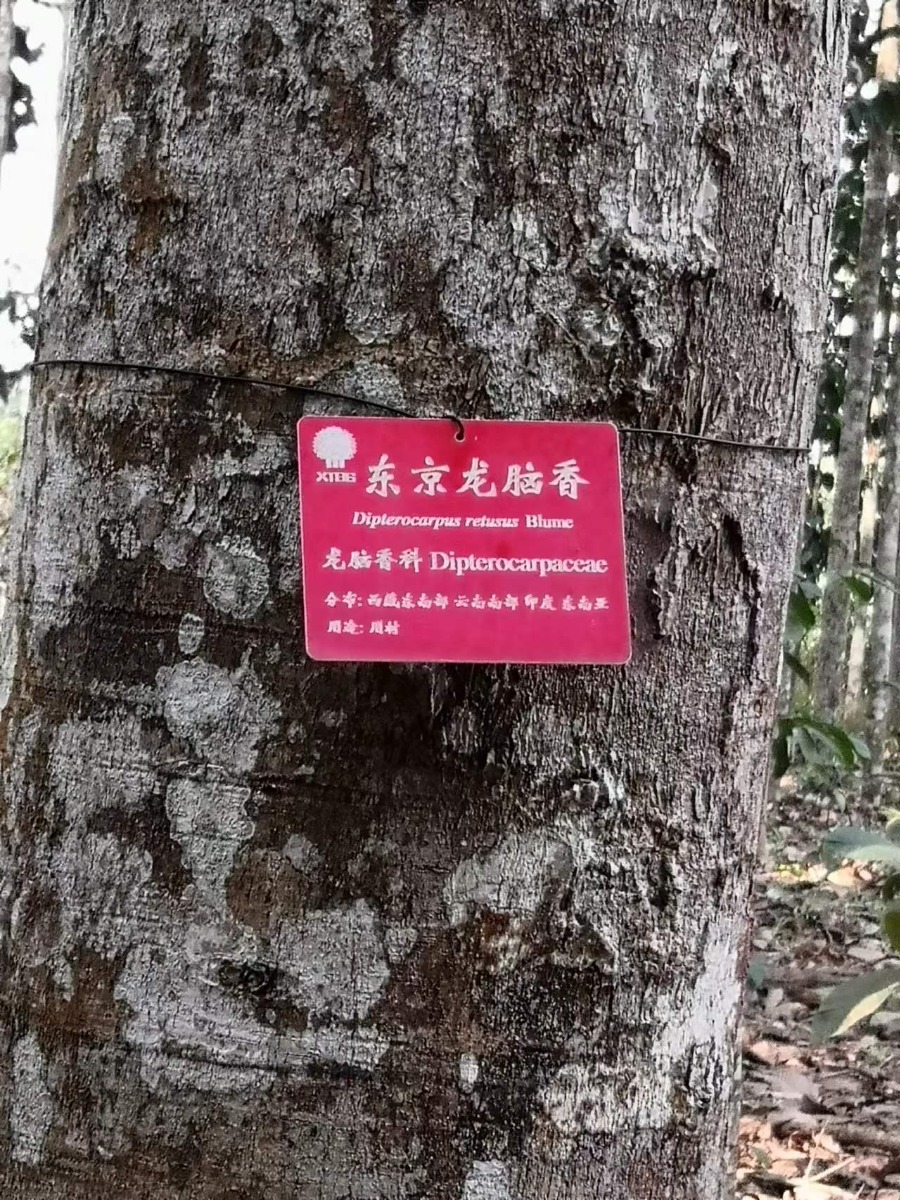 XTBG
东京龙脑香
Dipterocarpus retusus Blume
龙脑香科 Dipterocarpaceae
分布: 西藏东南部 云南南部 印度 东南亚
用途: 用材